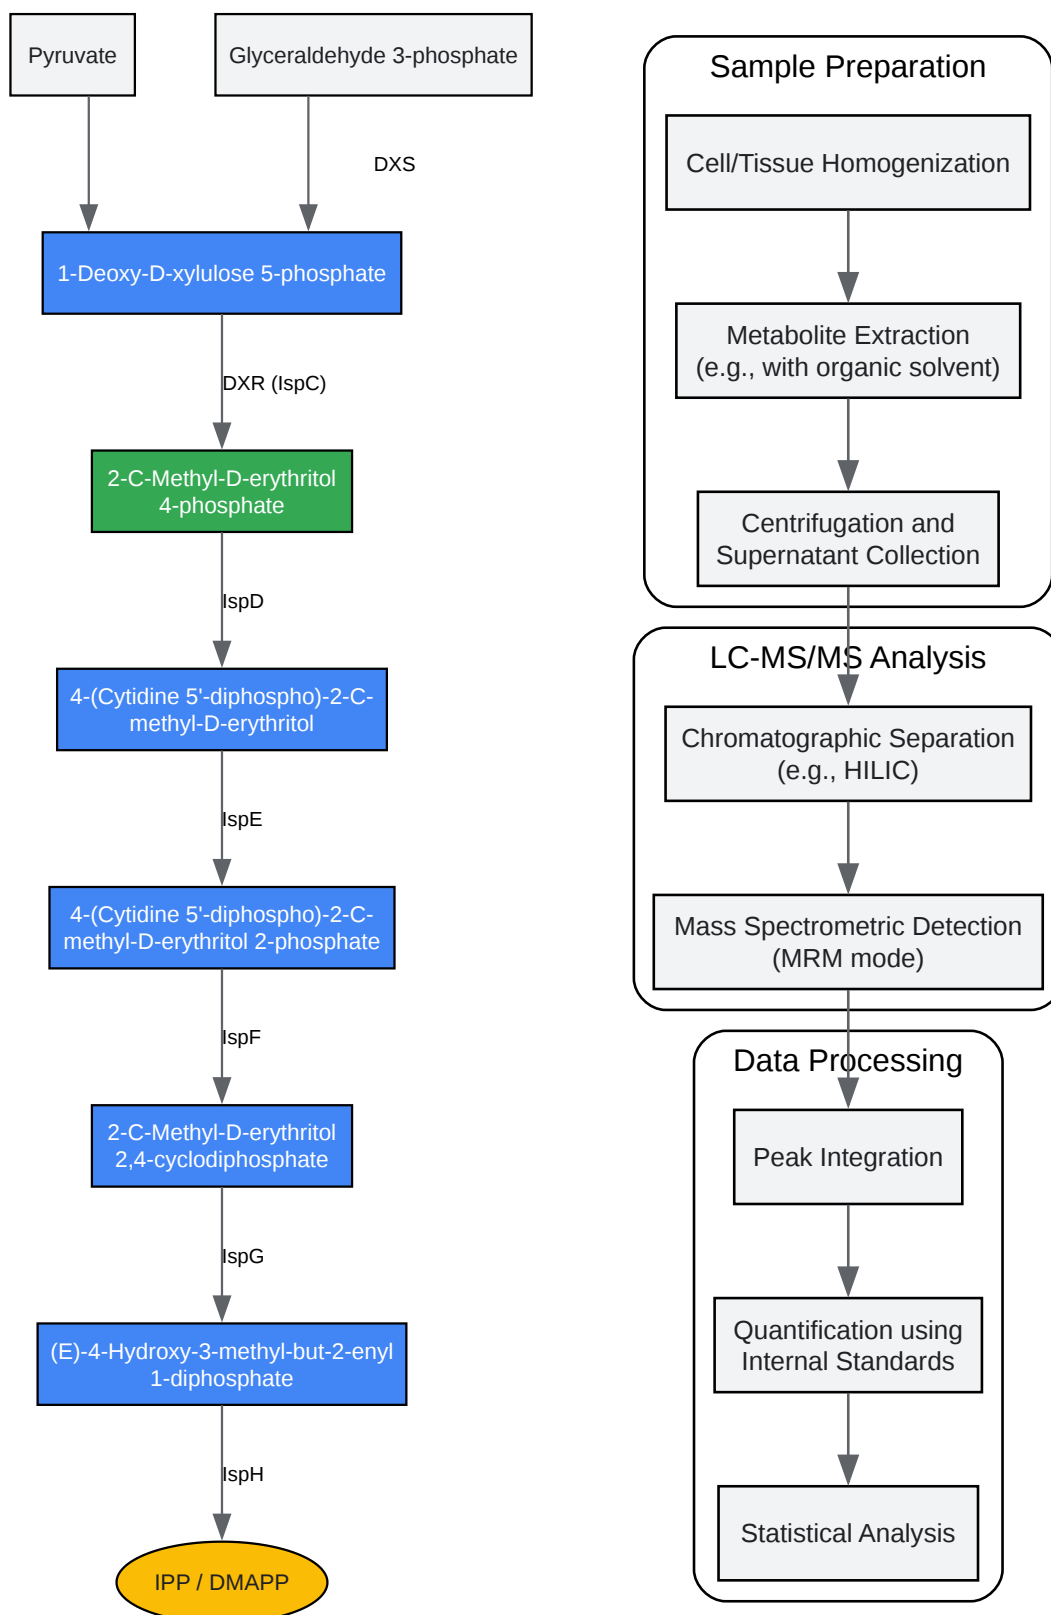 Pyruvate
Glyceraldehyde 3-phosphate
DXS
1-Deoxy-D-xylulose 5-phosphate
DXR (IspC)
2-C-Methyl-D-erythritol
4-phosphate
IspD
4-(Cytidine 5'-diphospho)-2-C-
methyl-D-erythritol
IspE
4-(Cytidine 5'-diphospho)-2-C-
methyl-D-erythritol 2-phosphate
IspF
2-C-Methyl-D-erythritol
2,4-cyclodiphosphate
IspG
(E)-4-Hydroxy-3-methyl-but-2-enyl
1-diphosphate
IspH
IPP / DMAPP
Sample Preparation
Cell/Tissue Homogenization
Metabolite Extraction
(e.g., with organic solvent)
Centrifugation and
Supernatant Collection
LC-MS/MS Analysis
Chromatographic Separation
(e.g., HILIC)
Mass Spectrometric Detection
(MRM mode)
Data Processing
Peak Integration
Quantification using
Internal Standards
Statistical Analysis